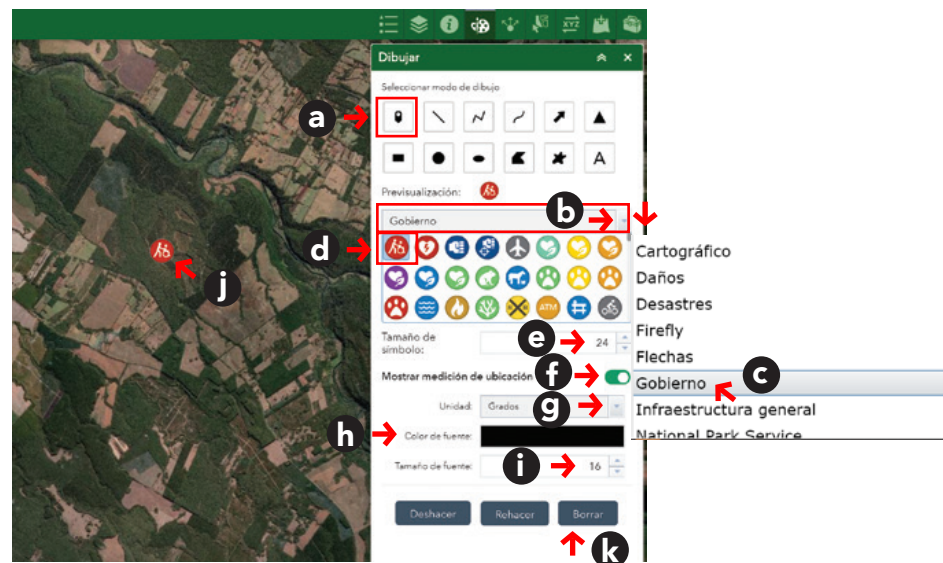 XYZ
Dibujar
Seleccionar modo de dibujo
a
A
Previsualización:
b
Gobierno
d
Cartográfico
Daños
j
Desastres
ATM
Firefly
Tamaño de símbolo:
e
24
Flechas
Mostrar medición de ubicación
f
Gobierno
c
Unidad:
Grados
g
Infraestructura general
h
Color de fuente:
National Park Service
Tamaño de fuente:
i
16
Deshacer
Rehacer
Borrar
k